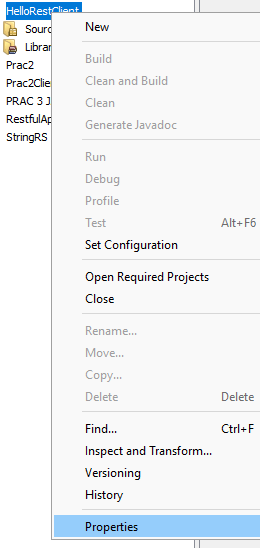 HelloRestClient
Sourc
Librar
Prac2
Prac2Clie
PRAC 3 J
RestfulAp
StringRS
New
Build
Clean and Build
Clean
Generate Javadoc
Run
Debug
Profile
Test Alt+F6
Set Configuration
Open Required Projects
Close
Rename...
Move...
Copy...
Delete Delete
Find... Ctrl+F
Inspect and Transform...
Versioning
History
Properties